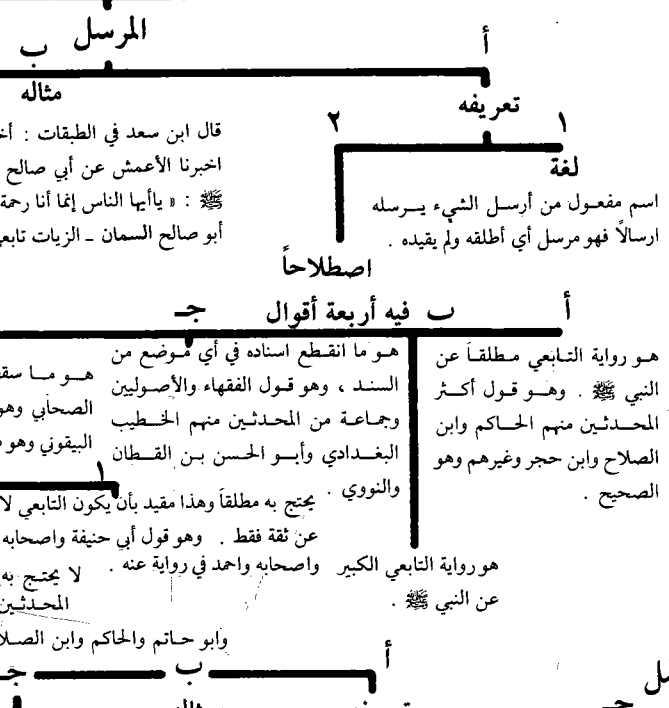 المرسل
أ
ب
تعريفه
مثاله
١
٢
لغة
اسم مفعول من أرسل الشيء يرسله
ارسالاً فهو مرسل أي أطلقه ولم يقيده .
قال ابن سعد في الطبقات :
اخبرنا الأعمش عن أبي صالح
ﷺ : « ياأيها الناس إنما أنا رحمة
أبو صالح السمان ـ الزيات تابعي
اصطلاحاً
فيه أربعة أقوال
أ
ب
جـ
هو رواية التابعي مطلقاً عن
النبي ﷺ . وهو قول أكثر
المحدثين منهم الحاكم وابن
الصلاح وابن حجر وغيرهم وهو
الصحيح .
هو رواية التابعي الكبير
عن النبي ﷺ .
هو ما انقطع اسناده في أي موضع من
السند ، وهو قول الفقهاء والأصوليين
وجماعة من المحدثين منهم الخطيب
البغدادي وأبو الحسن بن القطان
والنووي .
هو ما سقط
الصحابي وهو
البيقوني وهو
١
يحتج به مطلقاً وهذا مقيد بأن يكون التابعي لا
عن ثقة فقط . وهو قول أبي حنيفة واصحابه
واصحابه واحمد في رواية عنه .
لا يحتج به
المحدثين
وابو حاتم والحاكم وابن الصلا
أ
ب
جـ